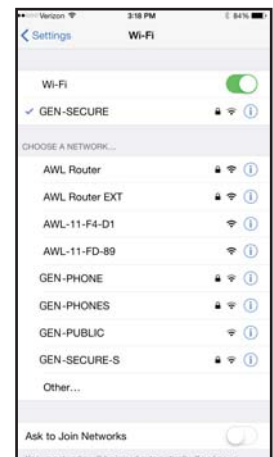 Verizon 3:18 PM 84%
Settings Wi-Fi
Wi-Fi
GEN-SECURE
CHOOSE A NETWORK...
AWL Router
AWL Router EXT
AWL-11-F4-D1
AWL-11-FD-89
GEN-PHONE
GEN-PHONES
GEN-PUBLIC
GEN-SECURE-S
Other...
Ask to Join Networks